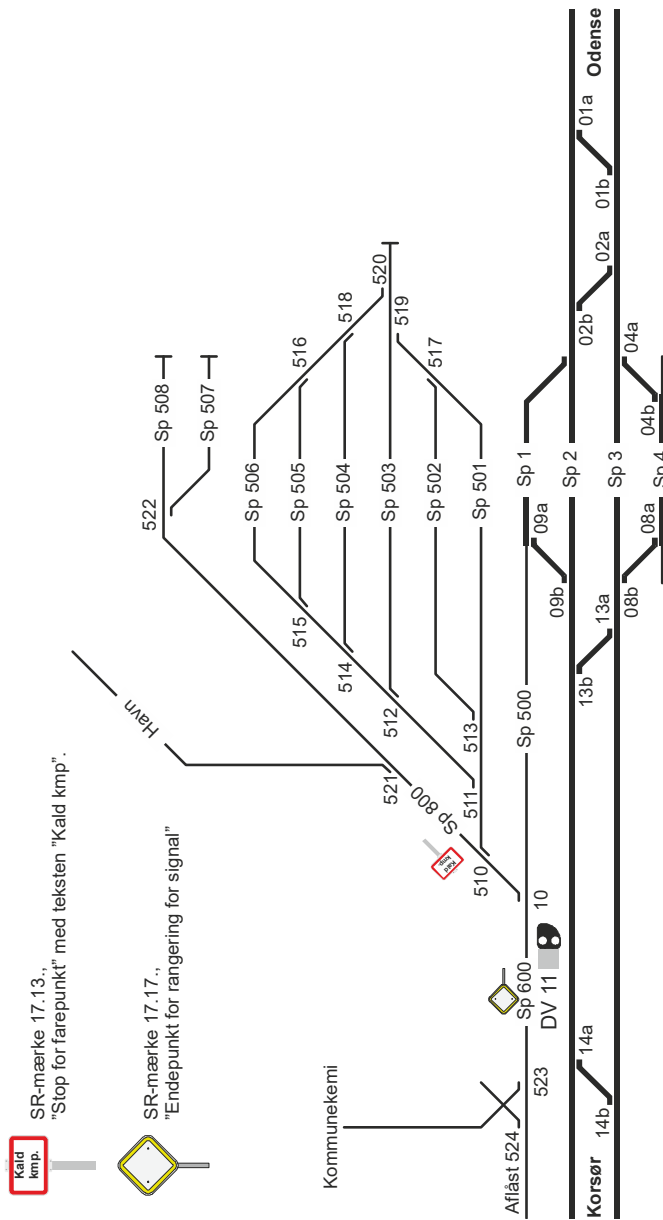 Kald
kmp.
SR-mærke 17.13.,
"Stop for farepunkt" med teksten "Kald kmp".
SR-mærke 17.17.,
"Endepunkt for rangering for signal"
Kommunekemi
Havn
522
Sp 508
Sp 507
521
Sp 800
Kald
kmp.
510
511
512
513
514
515
Sp 506
Sp 505
Sp 504
Sp 503
Sp 502
Sp 501
516
518
520
519
517
Aflåst 524
523
Sp 600
DV 11
10
Sp 500
09a
09b
Sp 1
Sp 2
Sp 3
Sp 4
Korsør
14b
14a
13b
13a
08b
08a
04b
04a
02b
02a
01b
01a
Odense